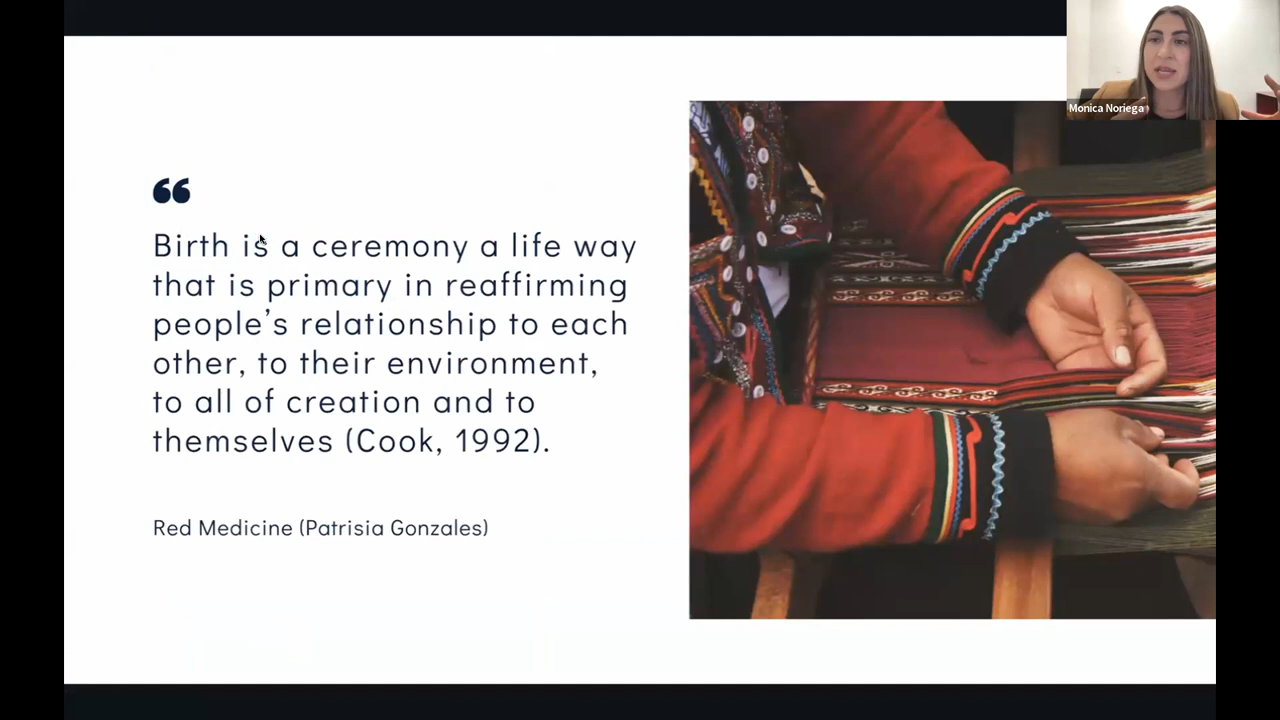 Monica Noriega
“
Birth is a ceremony a life way
that is primary in reaffirming
people’s relationship to each
other, to their environment,
to all of creation and to
themselves (Cook, 1992).
Red Medicine (Patrisia Gonzales)